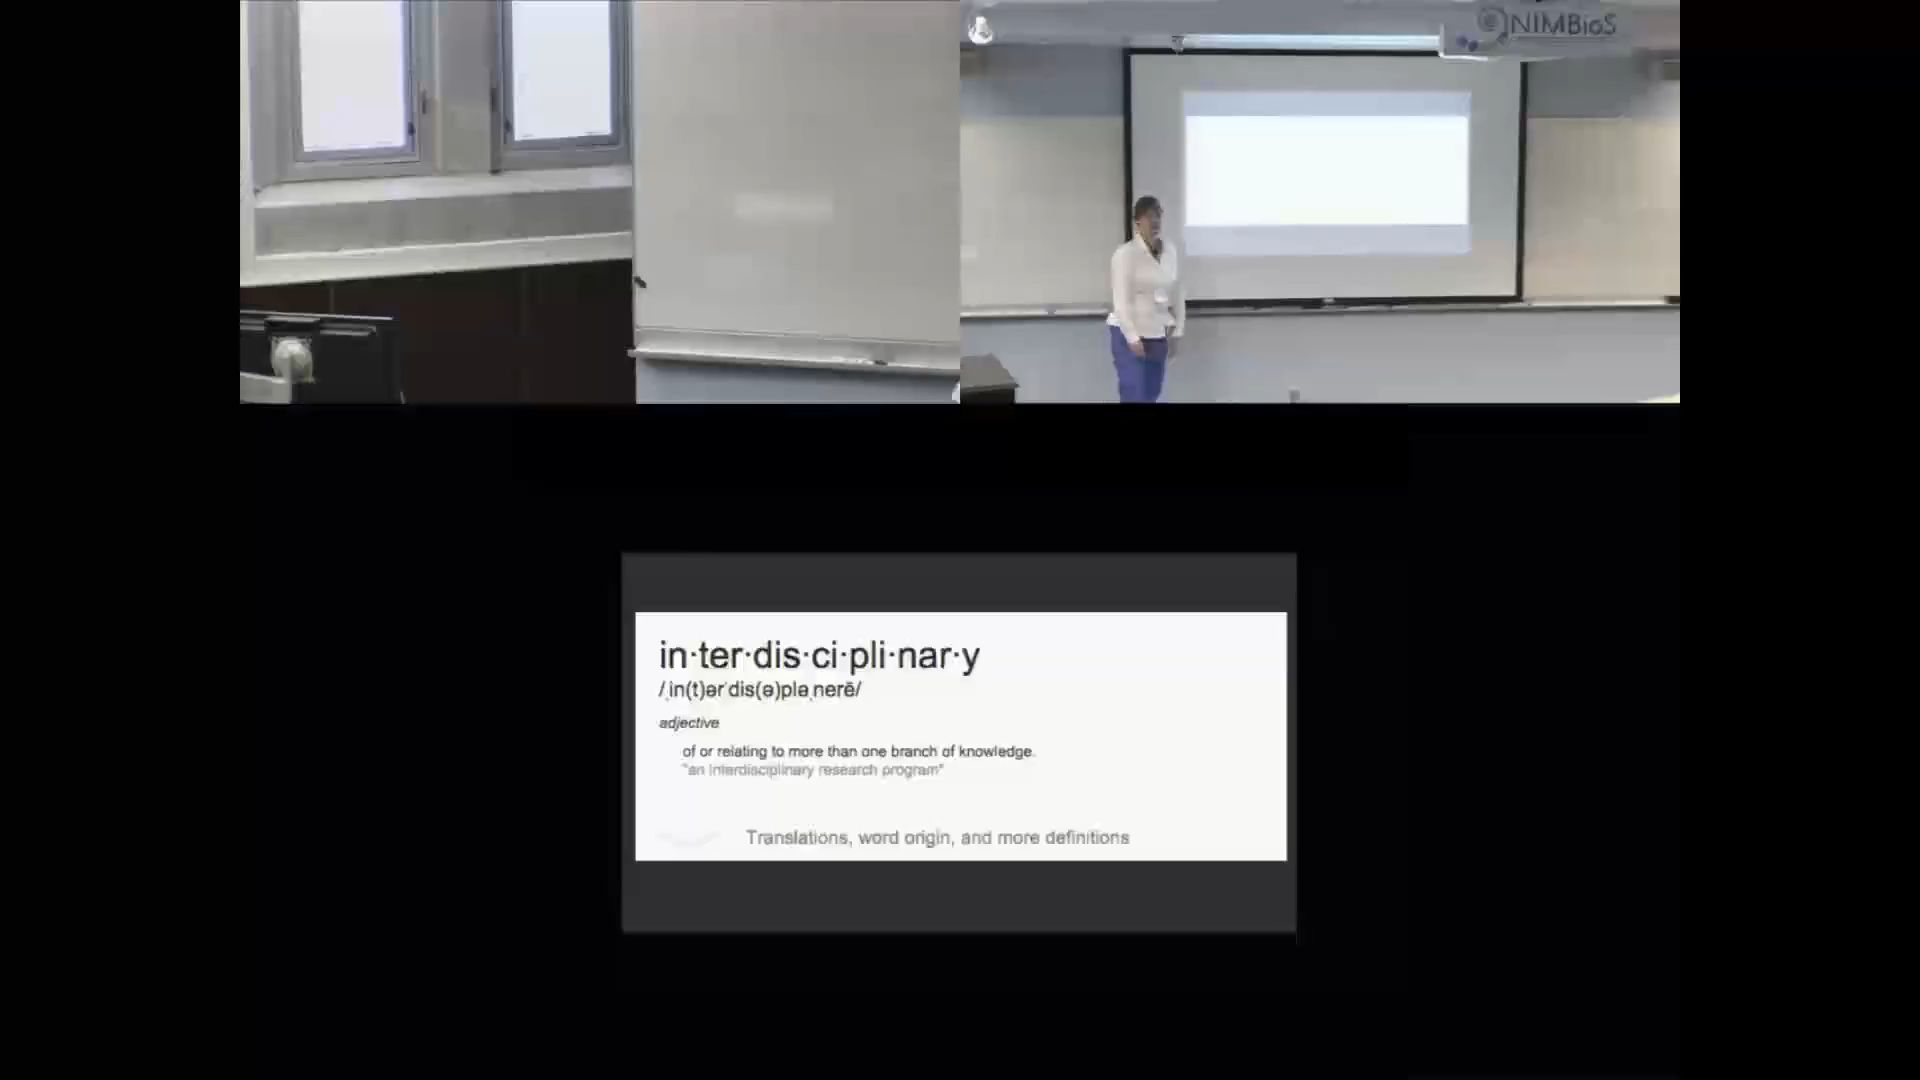 NIMBioS
in·ter·dis·ci·pli·nar·y
/ˌin(t)ərˈdis(ə)pləˌnerē/
adjective
of or relating to more than one branch of knowledge.
"an interdisciplinary research program"
Translations, word origin, and more definitions